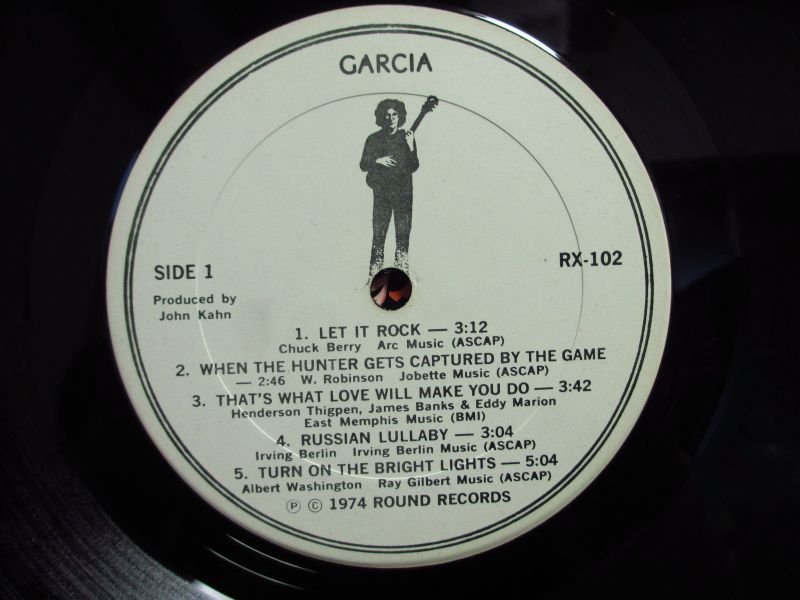 GARCIA
SIDE 1
RX-102
Produced by
John Kahn
1. LET IT ROCK — 3:12
Chuck Berry Arc Music (ASCAP)
2. WHEN THE HUNTER GETS CAPTURED BY THE GAME
— 2:46 W. Robinson Jobette Music (ASCAP)
3. THAT'S WHAT LOVE WILL MAKE YOU DO — 3:42
Henderson Thigpen, James Banks & Eddy Marion
East Memphis Music (BMI)
4. RUSSIAN LULLABY — 3:04
Irving Berlin Irving Berlin Music (ASCAP)
5. TURN ON THE BRIGHT LIGHTS — 5:04
Albert Washington Ray Gilbert Music (ASCAP)
Ⓟ Ⓒ 1974 ROUND RECORDS